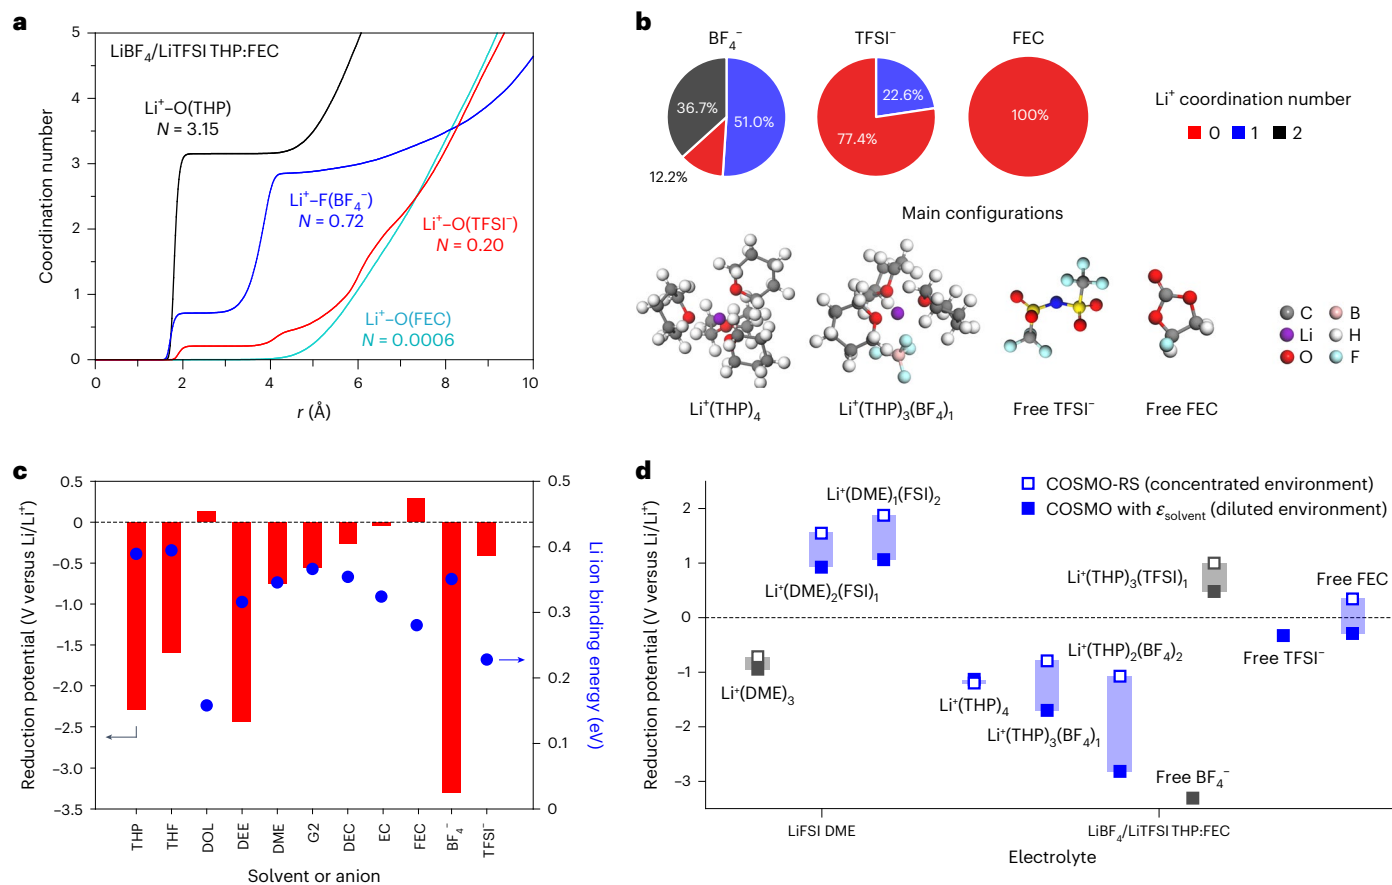 a
LiBF₄/LiTFSI THP:FEC
Li⁺–O(THP)
N = 3.15
Li⁺–F(BF₄⁻)
N = 0.72
Li⁺–O(TFSI⁻)
N = 0.20
Li⁺–O(FEC)
N = 0.0006
Coordination number
5
4
3
2
1
0
0 2 4 6 8 10
r (Å)
b
BF₄⁻ TFSI⁻ FEC
36.7% 51.0% 12.2%
22.6% 77.4%
100%
Li⁺ coordination number
0 1 2
Main configurations
Li⁺(THP)₄ Li⁺(THP)₃(BF₄)₁ Free TFSI⁻ Free FEC
C B
Li H
O F
c
Reduction potential (V versus Li/Li⁺)
0.5
0
–0.5
–1.0
–1.5
–2.0
–2.5
–3.0
–3.5
0.5
0.4
0.3
0.2
0.1
0
Li ion binding energy (eV)
THP THF DOL DEE DME G2 DEC EC FEC BF₄⁻ TFSI⁻
Solvent or anion
d
COSMO-RS (concentrated environment)
COSMO with ε_solvent (diluted environment)
Reduction potential (V versus Li/Li⁺)
2
1
0
–1
–2
–3
Li⁺(DME)₁(FSI)₂
Li⁺(DME)₂(FSI)₁
Li⁺(DME)₃
Li⁺(THP)₃(TFSI)₁
Free FEC
Li⁺(THP)₂(BF₄)₂
Free TFSI⁻
Li⁺(THP)₄
Li⁺(THP)₃(BF₄)₁
Free BF₄⁻
LiFSI DME LiBF₄/LiTFSI THP:FEC
Electrolyte